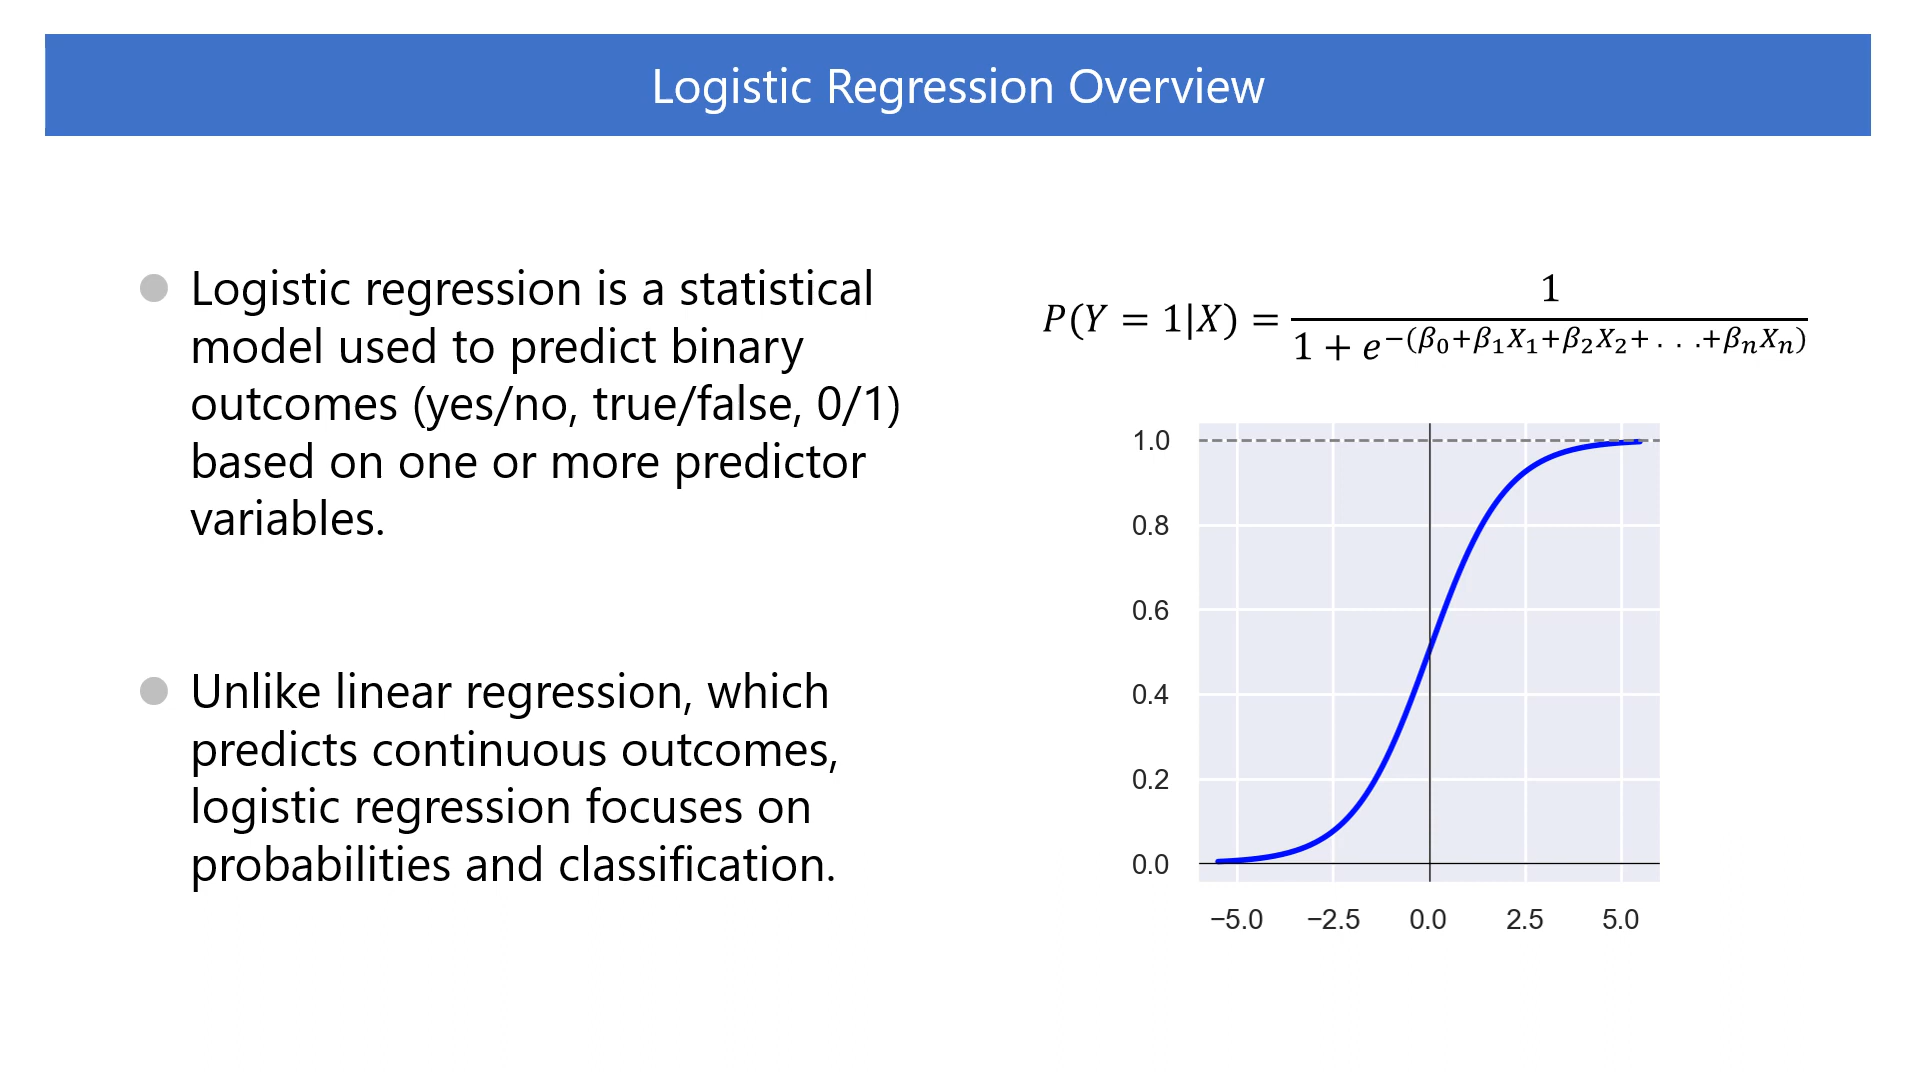 Logistic Regression Overview
Logistic regression is a statistical
model used to predict binary
outcomes (yes/no, true/false, 0/1)
based on one or more predictor
variables.
Unlike linear regression, which
predicts continuous outcomes,
logistic regression focuses on
probabilities and classification.
P(Y = 1|X) = 1 / 1 + e^−(β₀+β₁X₁+β₂X₂+ . . .+βₙXₙ)
1.0
0.8
0.6
0.4
0.2
0.0
−5.0 −2.5 0.0 2.5 5.0